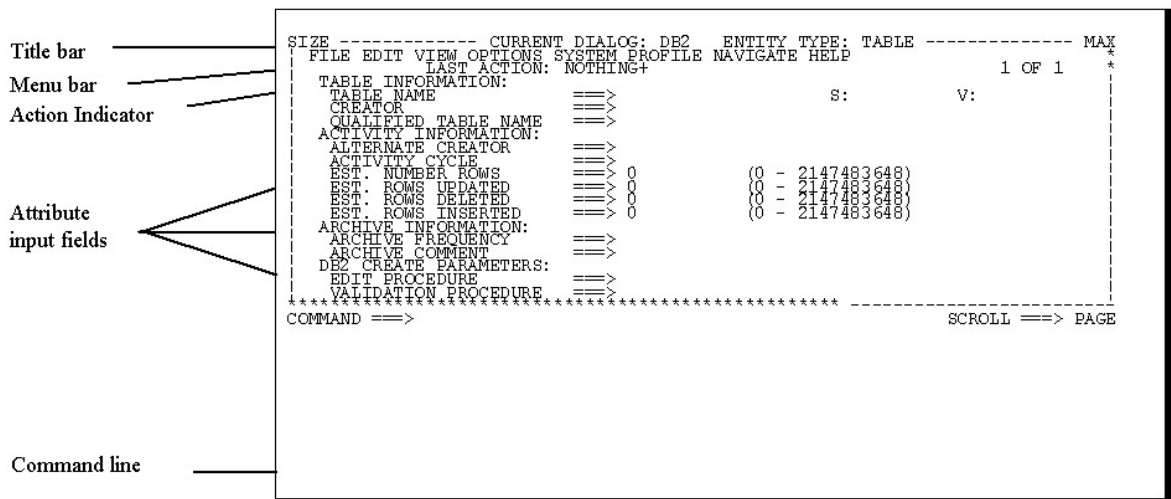 Title bar
Menu bar
Action Indicator
Attribute
input fields
Command line
SIZE ------------- CURRENT DIALOG: DB2 ENTITY TYPE: TABLE --------------- MAX
FILE EDIT VIEW OPTIONS SYSTEM PROFILE NAVIGATE HELP
LAST ACTION: NOTHING+ 1 OF 1 *
TABLE INFORMATION:
TABLE NAME ===> S: V:
CREATOR ===>
QUALIFIED TABLE NAME ===>
ACTIVITY INFORMATION:
ALTERNATE CREATOR ===>
ACTIVITY CYCLE ===>
EST. NUMBER ROWS ===> 0 (0 - 2147483648)
EST. ROWS UPDATED ===> 0 (0 - 2147483648)
EST. ROWS DELETED ===> 0 (0 - 2147483648)
EST. ROWS INSERTED ===> 0 (0 - 2147483648)
ARCHIVE INFORMATION:
ARCHIVE FREQUENCY ===>
ARCHIVE COMMENT ===>
DB2 CREATE PARAMETERS:
EDIT PROCEDURE ===>
VALIDATION PROCEDURE ===>
COMMAND ===> SCROLL ===> PAGE